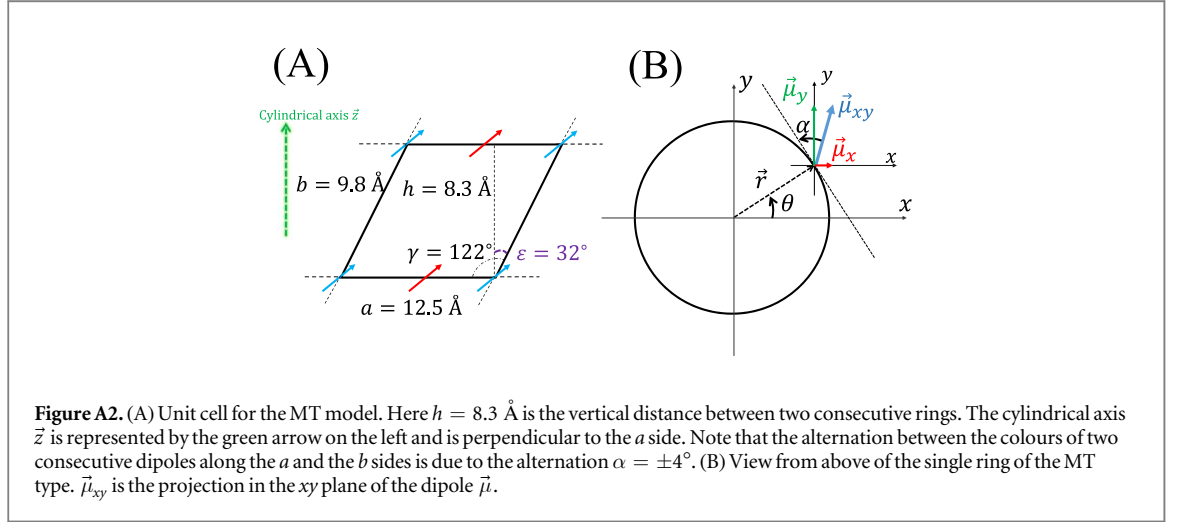 (A)
Cylindrical axis z⃗
b = 9.8 Å
h = 8.3 Å
γ = 122°
ε = 32°
a = 12.5 Å
(B)
y
y
μ⃗_y
μ⃗_xy
α
μ⃗_x
x
r⃗
θ
x
Figure A2. (A) Unit cell for the MT model. Here h = 8.3 Å is the vertical distance between two consecutive rings. The cylindrical axis
z⃗ is represented by the green arrow on the left and is perpendicular to the a side. Note that the alternation between the colours of two
consecutive dipoles along the a and the b sides is due to the alternation α = ±4°. (B) View from above of the single ring of the MT
type. μ⃗_xy is the projection in the xy plane of the dipole μ⃗.